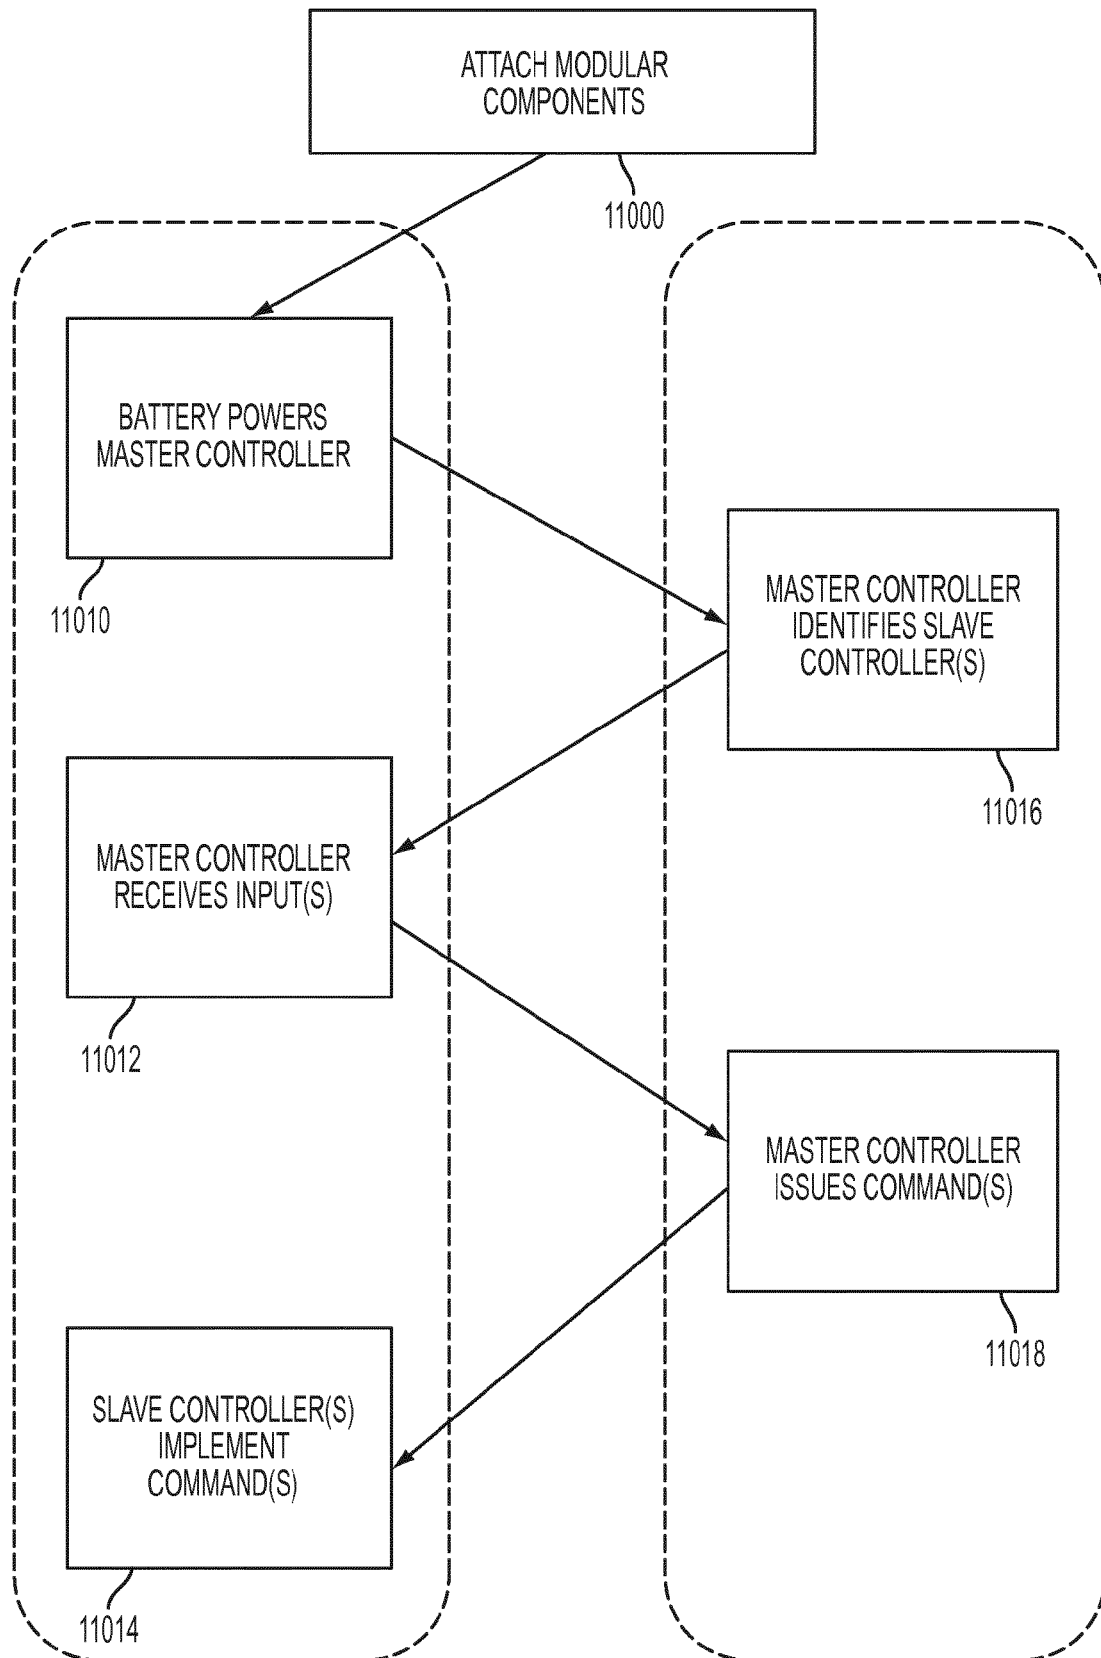 ATTACH MODULAR
COMPONENTS
11000
BATTERY POWERS
MASTER CONTROLLER
11010
MASTER CONTROLLER
IDENTIFIES SLAVE
CONTROLLER(S)
11016
MASTER CONTROLLER
RECEIVES INPUT(S)
11012
MASTER CONTROLLER
ISSUES COMMAND(S)
11018
SLAVE CONTROLLER(S)
IMPLEMENT
COMMAND(S)
11014